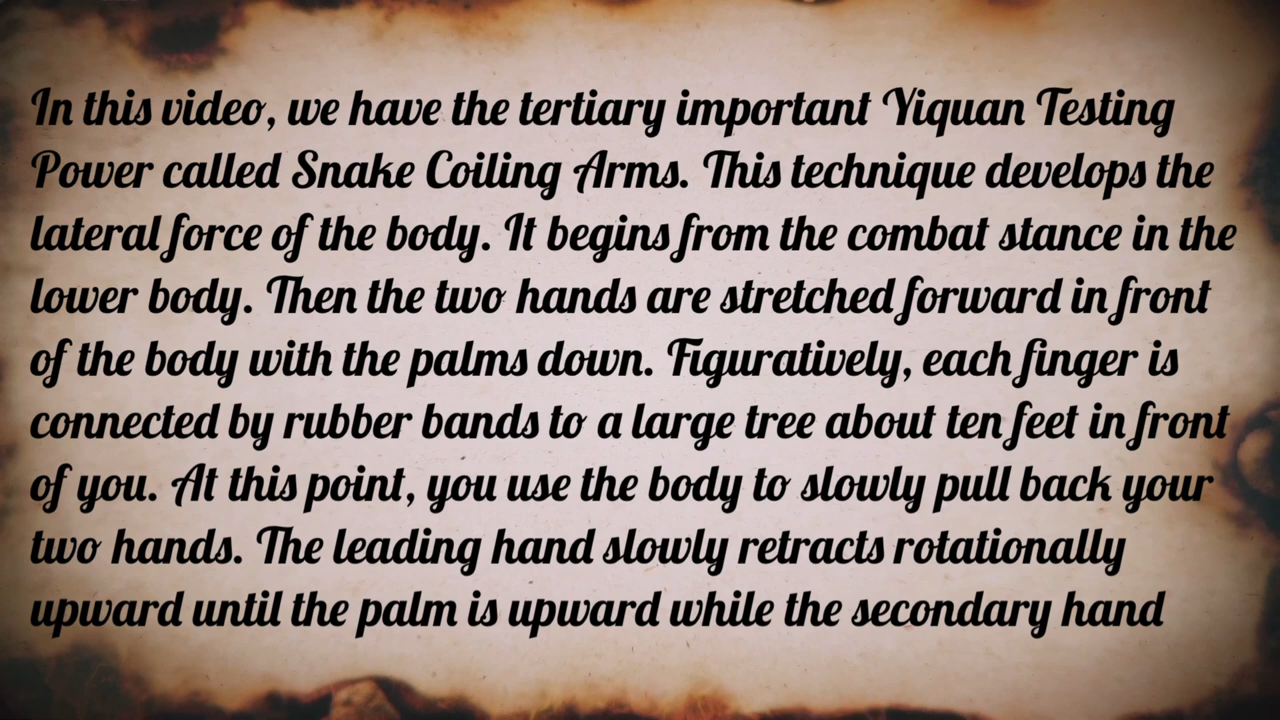 In this video, we have the tertiary important Yiquan Testing
Power called Snake Coiling Arms. This technique develops the
lateral force of the body. It begins from the combat stance in the
lower body. Then the two hands are stretched forward in front
of the body with the palms down. Figuratively, each finger is
connected by rubber bands to a large tree about ten feet in front
of you. At this point, you use the body to slowly pull back your
two hands. The leading hand slowly retracts rotationally
upward until the palm is upward while the secondary hand